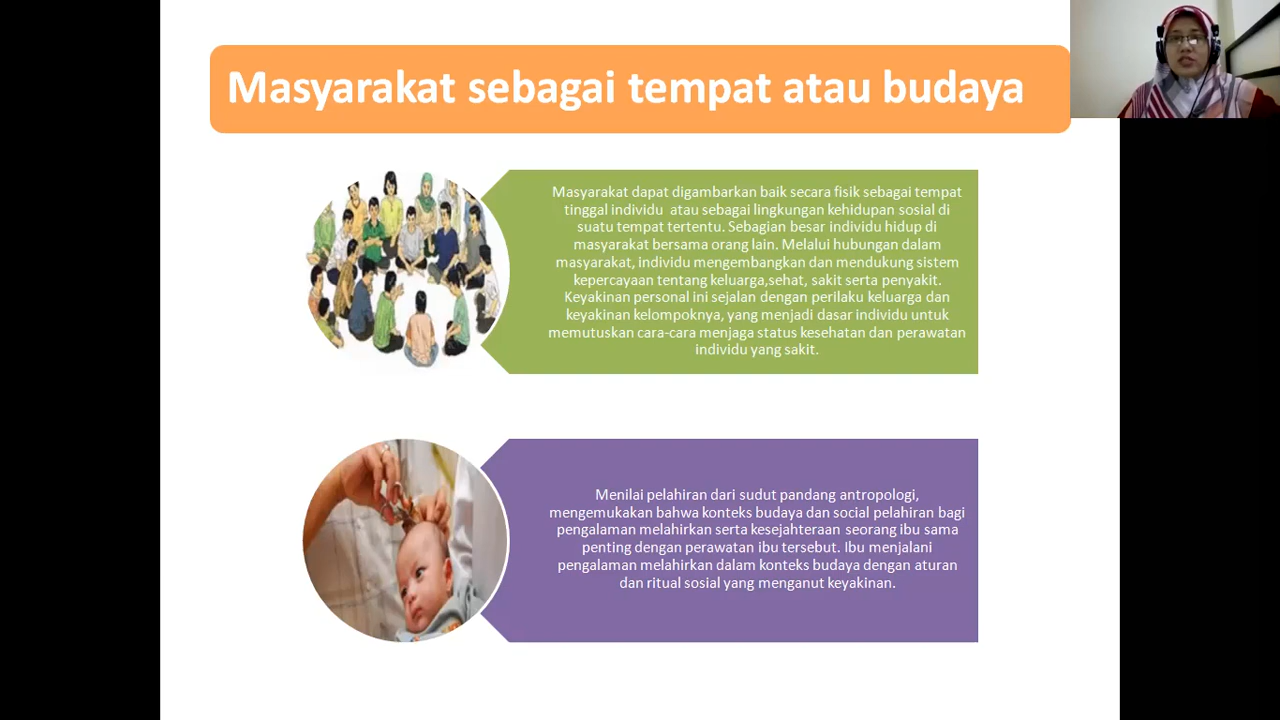 Masyarakat sebagai tempat atau budaya
Masyarakat dapat digambarkan baik secara fisik sebagai tempat
tinggal individu atau sebagai lingkungan kehidupan sosial di
suatu tempat tertentu. Sebagian besar individu hidup di
masyarakat bersama orang lain. Melalui hubungan dalam
masyarakat, individu mengembangkan dan mendukung sistem
kepercayaan tentang keluarga,sehat, sakit serta penyakit.
Keyakinan personal ini sejalan dengan perilaku keluarga dan
keyakinan kelompoknya, yang menjadi dasar individu untuk
memutuskan cara-cara menjaga status kesehatan dan perawatan
individu yang sakit.
Menilai pelahiran dari sudut pandang antropologi,
mengemukakan bahwa konteks budaya dan social pelahiran bagi
pengalaman melahirkan serta kesejahteraan seorang ibu sama
penting dengan perawatan ibu tersebut. Ibu menjalani
pengalaman melahirkan dalam konteks budaya dengan aturan
dan ritual sosial yang menganut keyakinan.